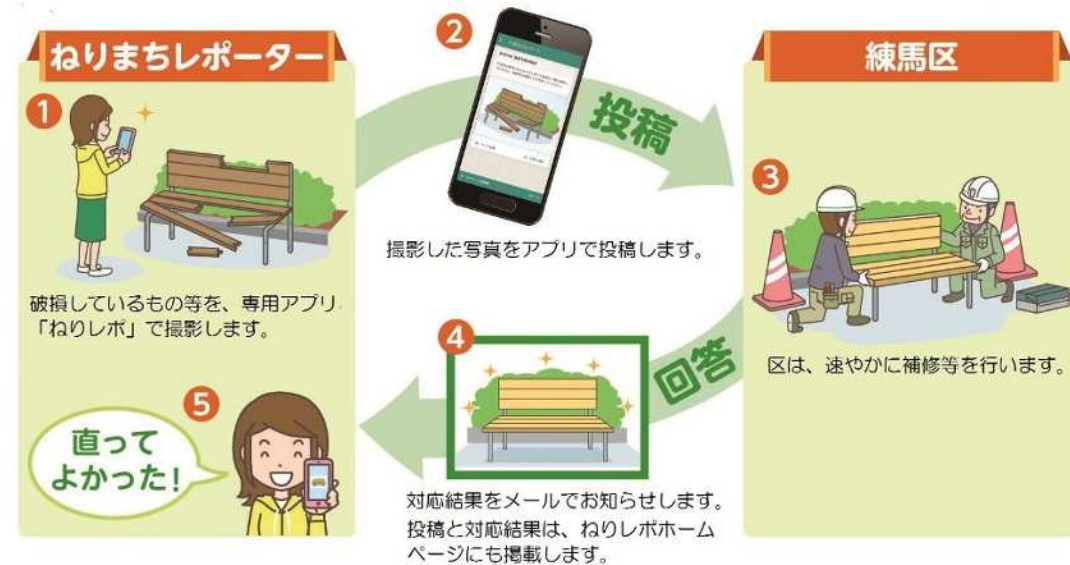 ねりまちレポーター
1
破損しているもの等を、専用アプリ
「ねりレポ」で撮影します。
2
投稿
撮影した写真をアプリで投稿します。
練馬区
3
区は、速やかに補修等を行います。
4
回答
対応結果をメールでお知らせします。
投稿と対応結果は、ねりレポホーム
ページにも掲載します。
5
直って
よかった!